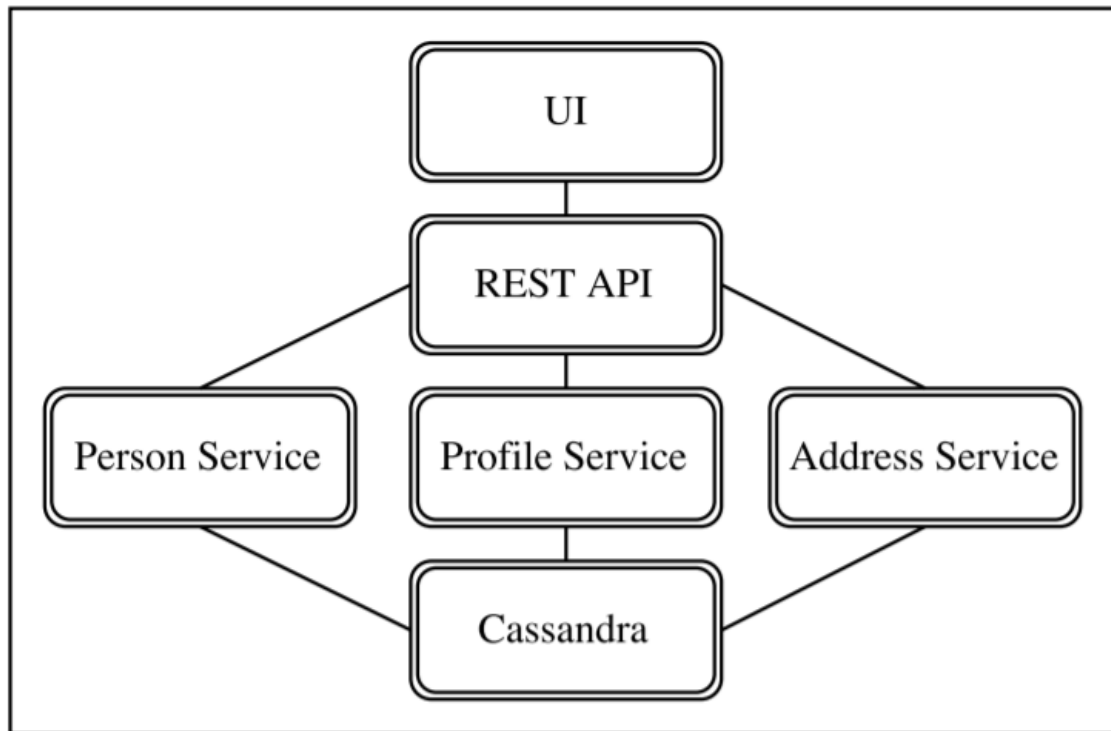 UI
REST API
Person Service
Profile Service
Address Service
Cassandra